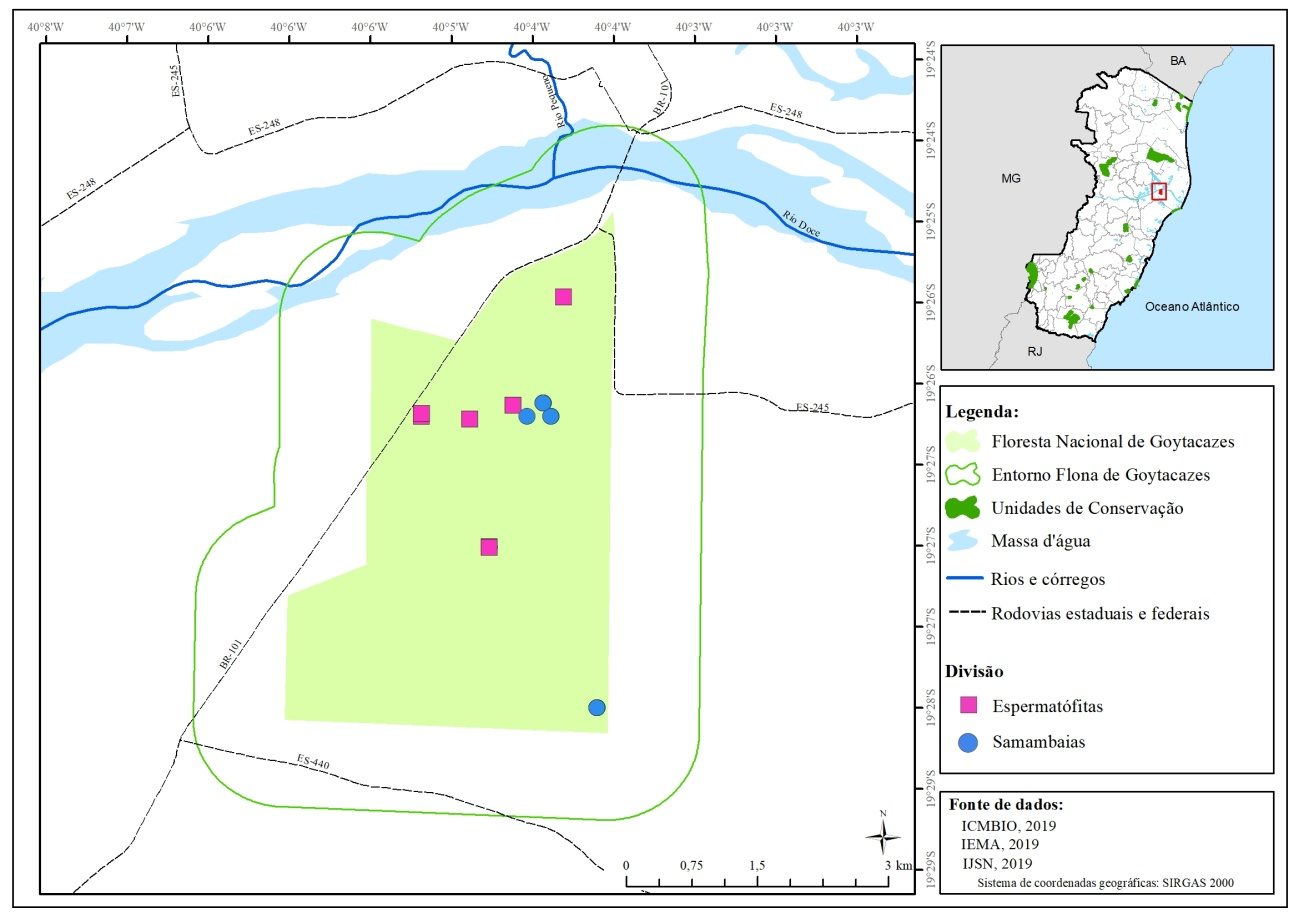 40°8'W 40°7'W 40°6'W 40°6'W 40°6'W 40°5'W 40°4'W 40°4'W 40°3'W 40°3'W 40°3'W
19°24'S
19°24'S
19°25'S
19°26'S
19°26'S
19°27'S
19°27'S
19°27'S
19°28'S
19°29'S
19°29'S
ES-245
ES-248
ES-248
Rio Pequeno
BR-101
ES-248
Rio Doce
ES-245
BR-101
ES-440
N
0 0,75 1,5 3 km
BA
MG
Oceano Atlântico
RJ
Legenda:
Floresta Nacional de Goytacazes
Entorno Flona de Goytacazes
Unidades de Conservação
Massa d'água
Rios e córregos
Rodovias estaduais e federais
Divisão
Espermatófitas
Samambaias
Fonte de dados:
ICMBIO, 2019
IEMA, 2019
IJSN, 2019
Sistema de coordenadas geográficas: SIRGAS 2000